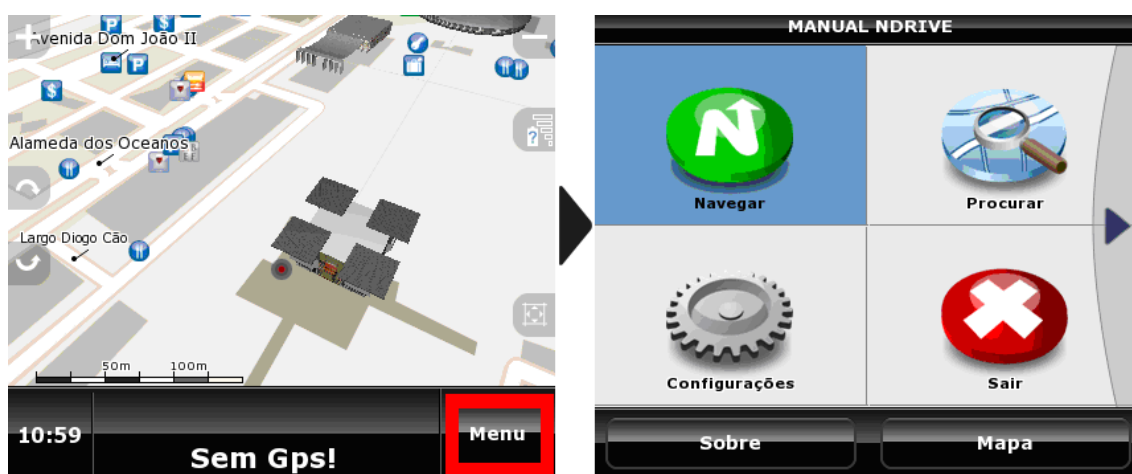 Avenida Dom João II
Alameda dos Oceanos
Largo Diogo Cão
50m 100m
10:59
Sem Gps!
Menu
MANUAL NDRIVE
Navegar
Procurar
Configurações
Sair
Sobre
Mapa